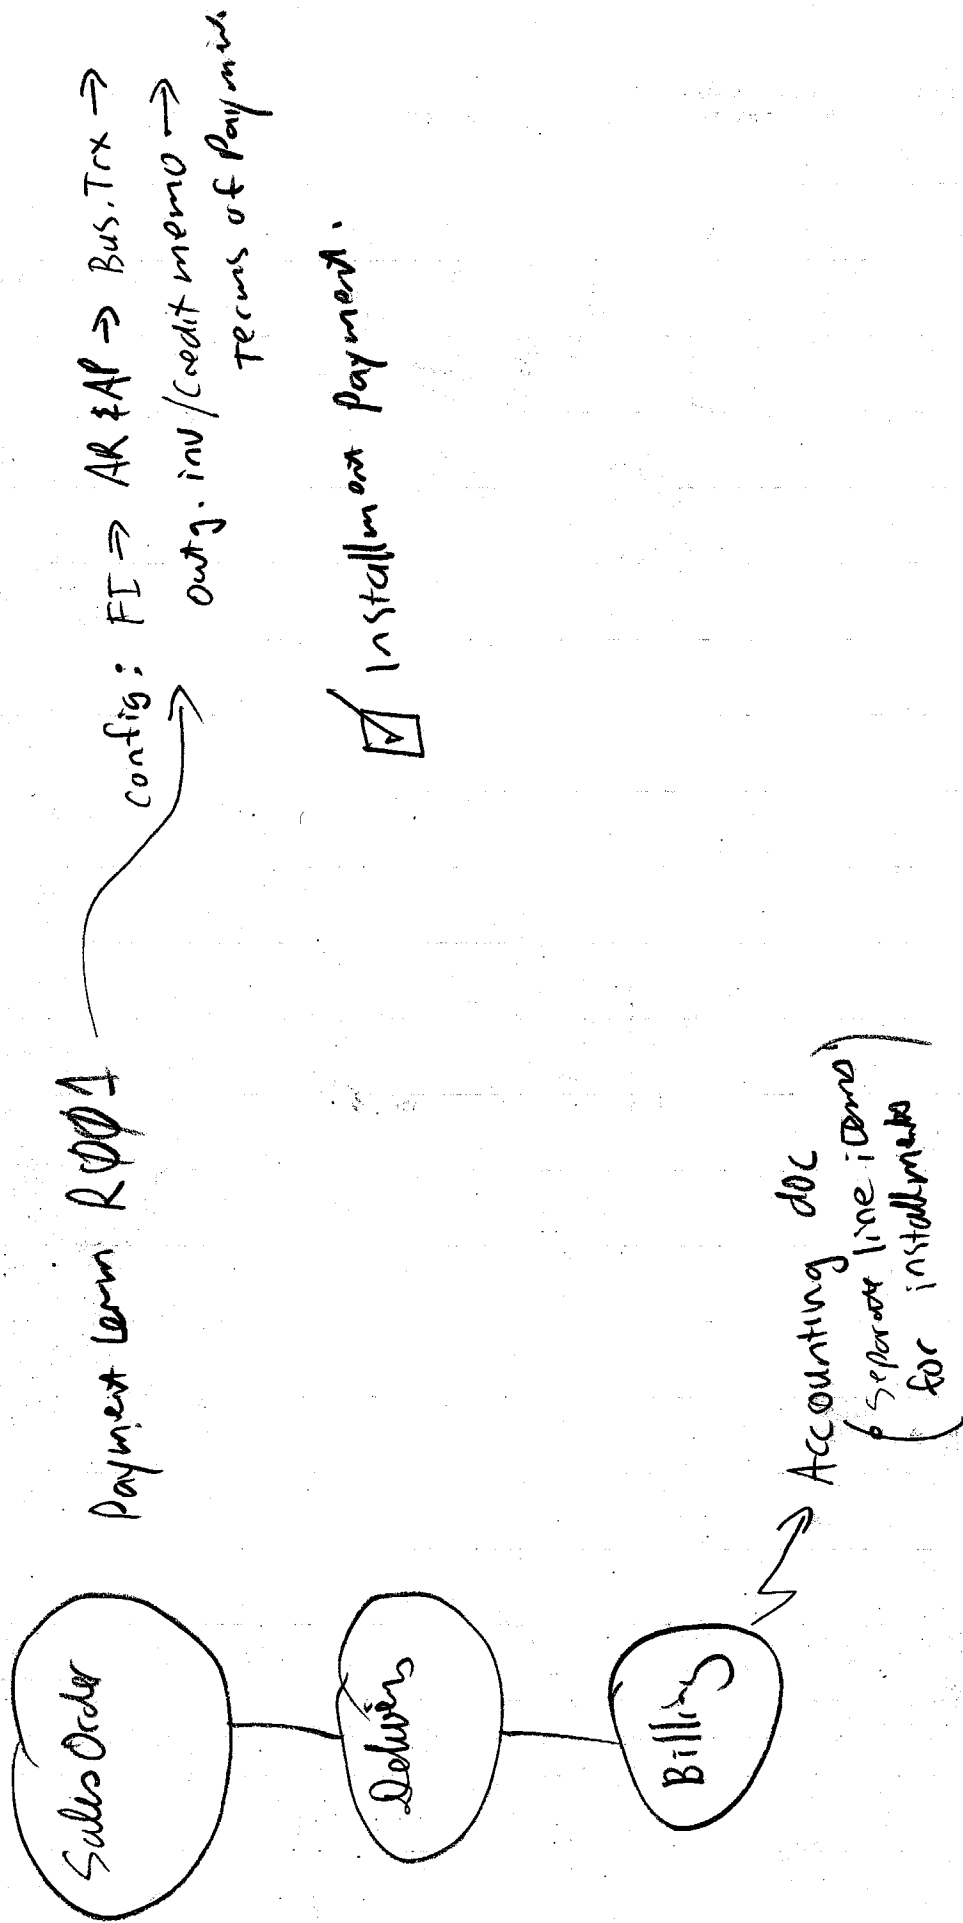 Sales Order
Payment term R001
config: FI → AR & AP → Bus. Trx →
outg. inv/Credit memo →
Terms of Paymnt.
☑ Installment Payment.
Delivery
Billing
Accounting doc
(separate line items
for installments)